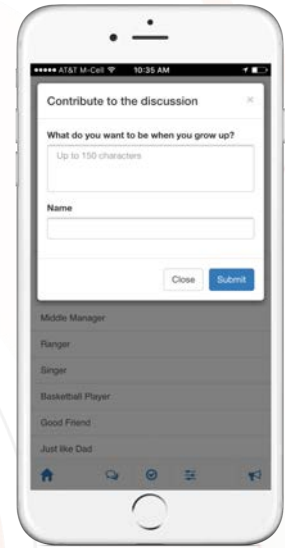 AT&T M-Cell 10:35 AM
Contribute to the discussion ×
What do you want to be when you grow up?
Up to 150 characters
Name
Close Submit
Middle Manager
Ranger
Singer
Basketball Player
Good Friend
Just like Dad